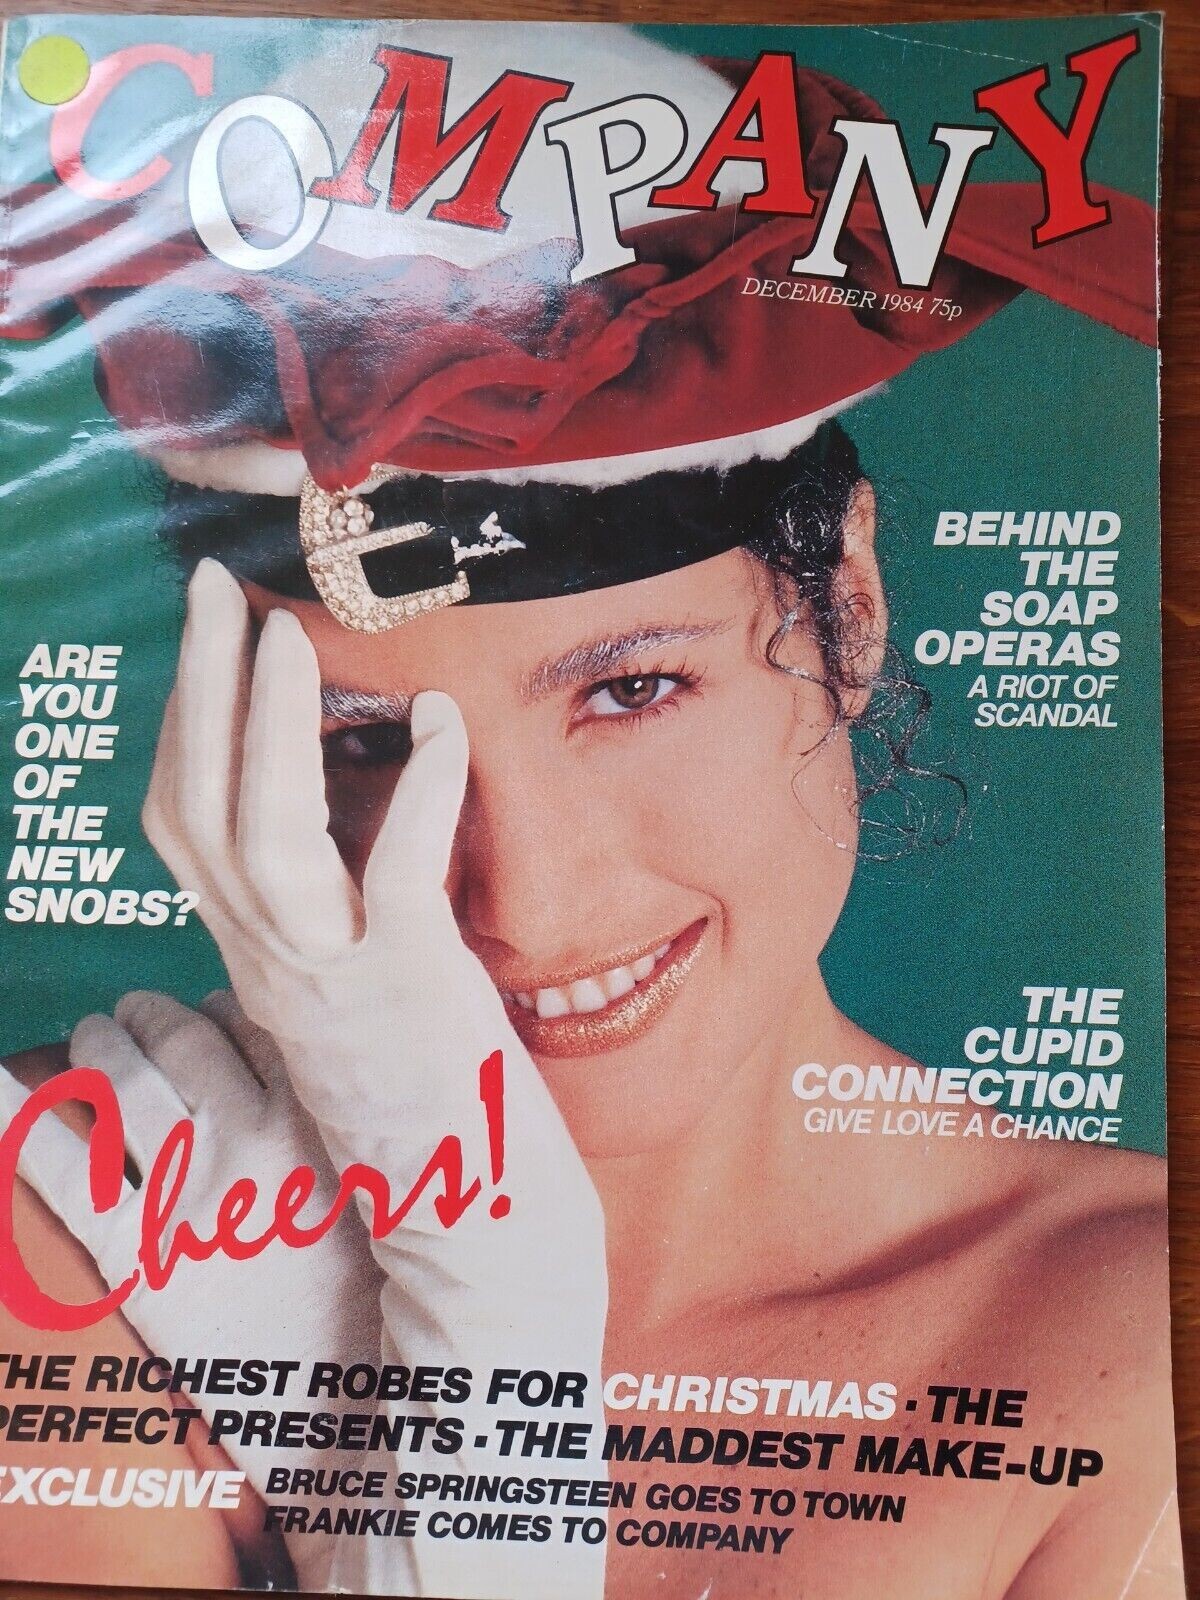 COMPANY
DECEMBER 1984 75p
BEHIND
THE
SOAP
OPERAS
A RIOT OF
SCANDAL
ARE
YOU
ONE
OF
THE
NEW
SNOBS?
THE
CUPID
CONNECTION
GIVE LOVE A CHANCE
Cheers!
THE RICHEST ROBES FOR CHRISTMAS · THE
PERFECT PRESENTS · THE MADDEST MAKE-UP
EXCLUSIVE BRUCE SPRINGSTEEN GOES TO TOWN
FRANKIE COMES TO COMPANY